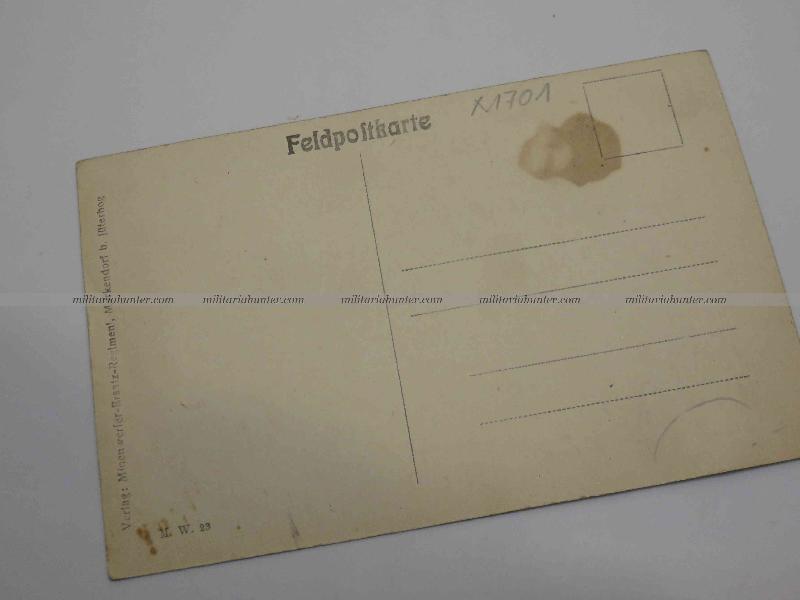 Feldpoſtkarte
X1701
Verlag: Minenwerfer-Erſatz-Regiment, Markendorf b. Jüterbog
M. W. 23
militariahunter.com militariahunter.com militariahunter.com militariahunter.com militariahunter.com